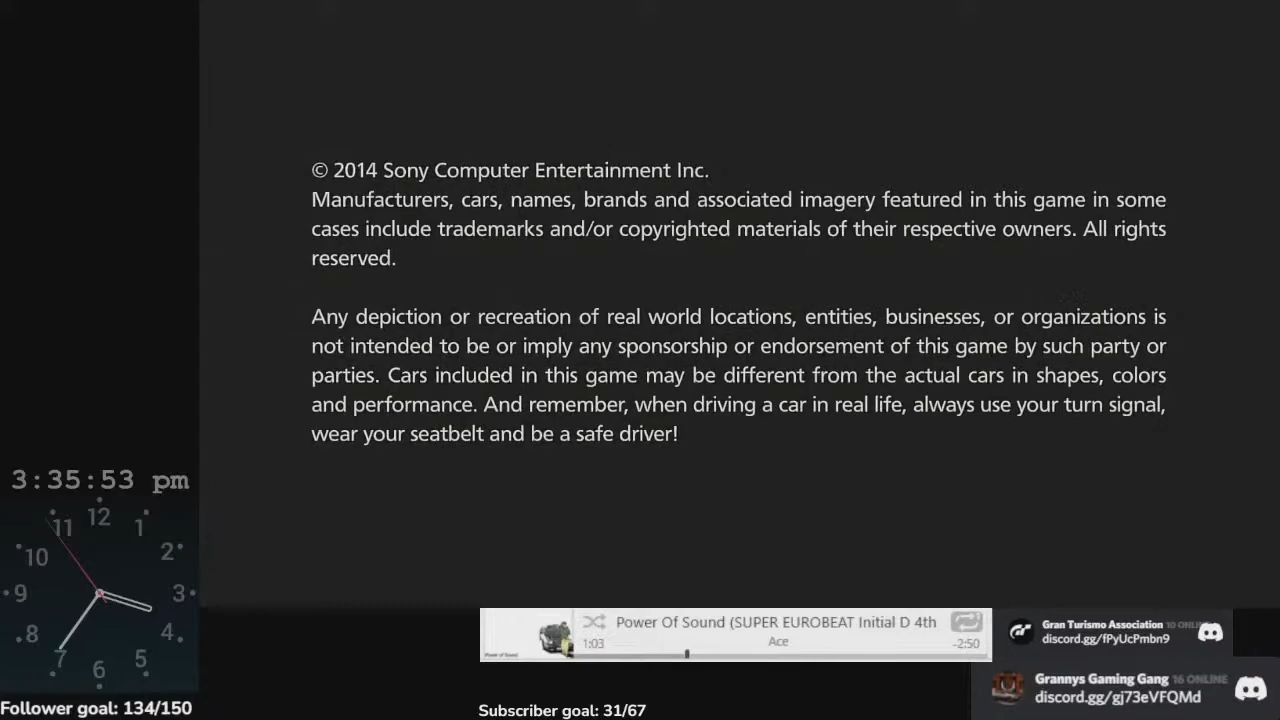 © 2014 Sony Computer Entertainment Inc.
Manufacturers, cars, names, brands and associated imagery featured in this game in some
cases include trademarks and/or copyrighted materials of their respective owners. All rights
reserved.
Any depiction or recreation of real world locations, entities, businesses, or organizations is
not intended to be or imply any sponsorship or endorsement of this game by such party or
parties. Cars included in this game may be different from the actual cars in shapes, colors
and performance. And remember, when driving a car in real life, always use your turn signal,
wear your seatbelt and be a safe driver!
3:35:53 pm
12
11 1
10 2
9 3
8 4
7 5
6
Power Of Sound (SUPER EUROBEAT Initial D 4th
1:03 Ace -2:50
Power of Sound
Gran Turismo Association 10
discord.gg/fPyUcPmbn9
Grannys Gaming Gang 16 ONLINE
discord.gg/gj73eVFQMd
Follower goal: 134/150
Subscriber goal: 31/67